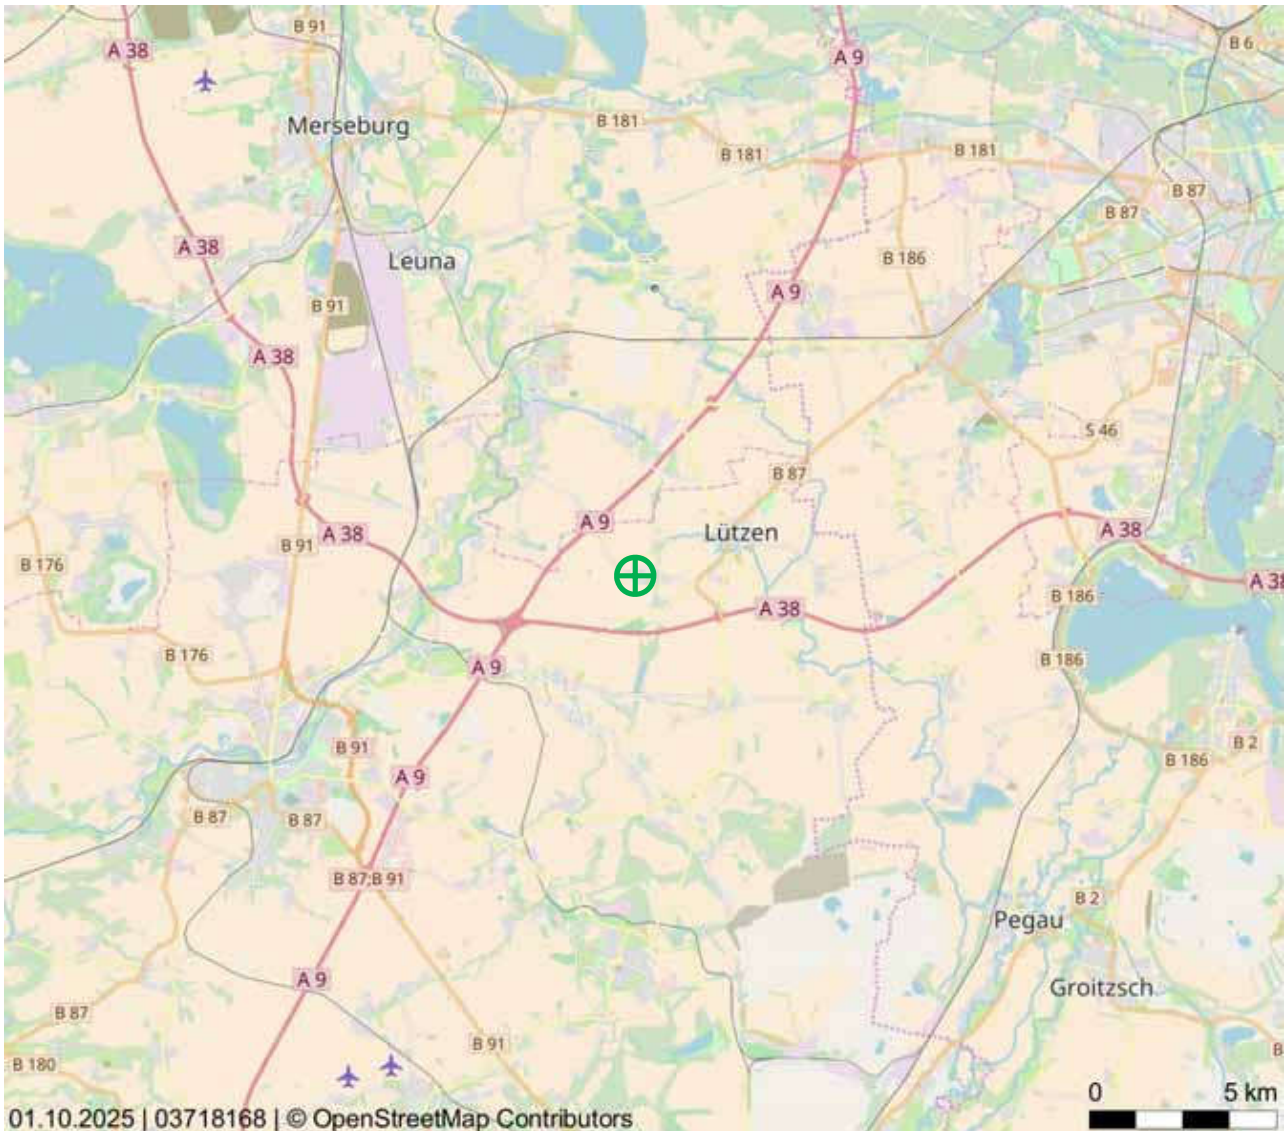 B 91
A 38
A 9
B 6
Merseburg
B 181
B 181
B 181
B 87
B 87
A 38
Leuna
B 186
A 9
B 91
A 38
S 46
B 87
A 9
Lützen
A 38
A 38
B 91
B 176
A 38
B 186
A 38
B 176
B 186
A 9
B 91
B 2
B 186
A 9
B 87
B 87
B 87;B 91
B 2
Pegau
A 9
Groitzsch
B 87
B 91
B
B 180
0 5 km
01.10.2025 | 03718168 | © OpenStreetMap Contributors